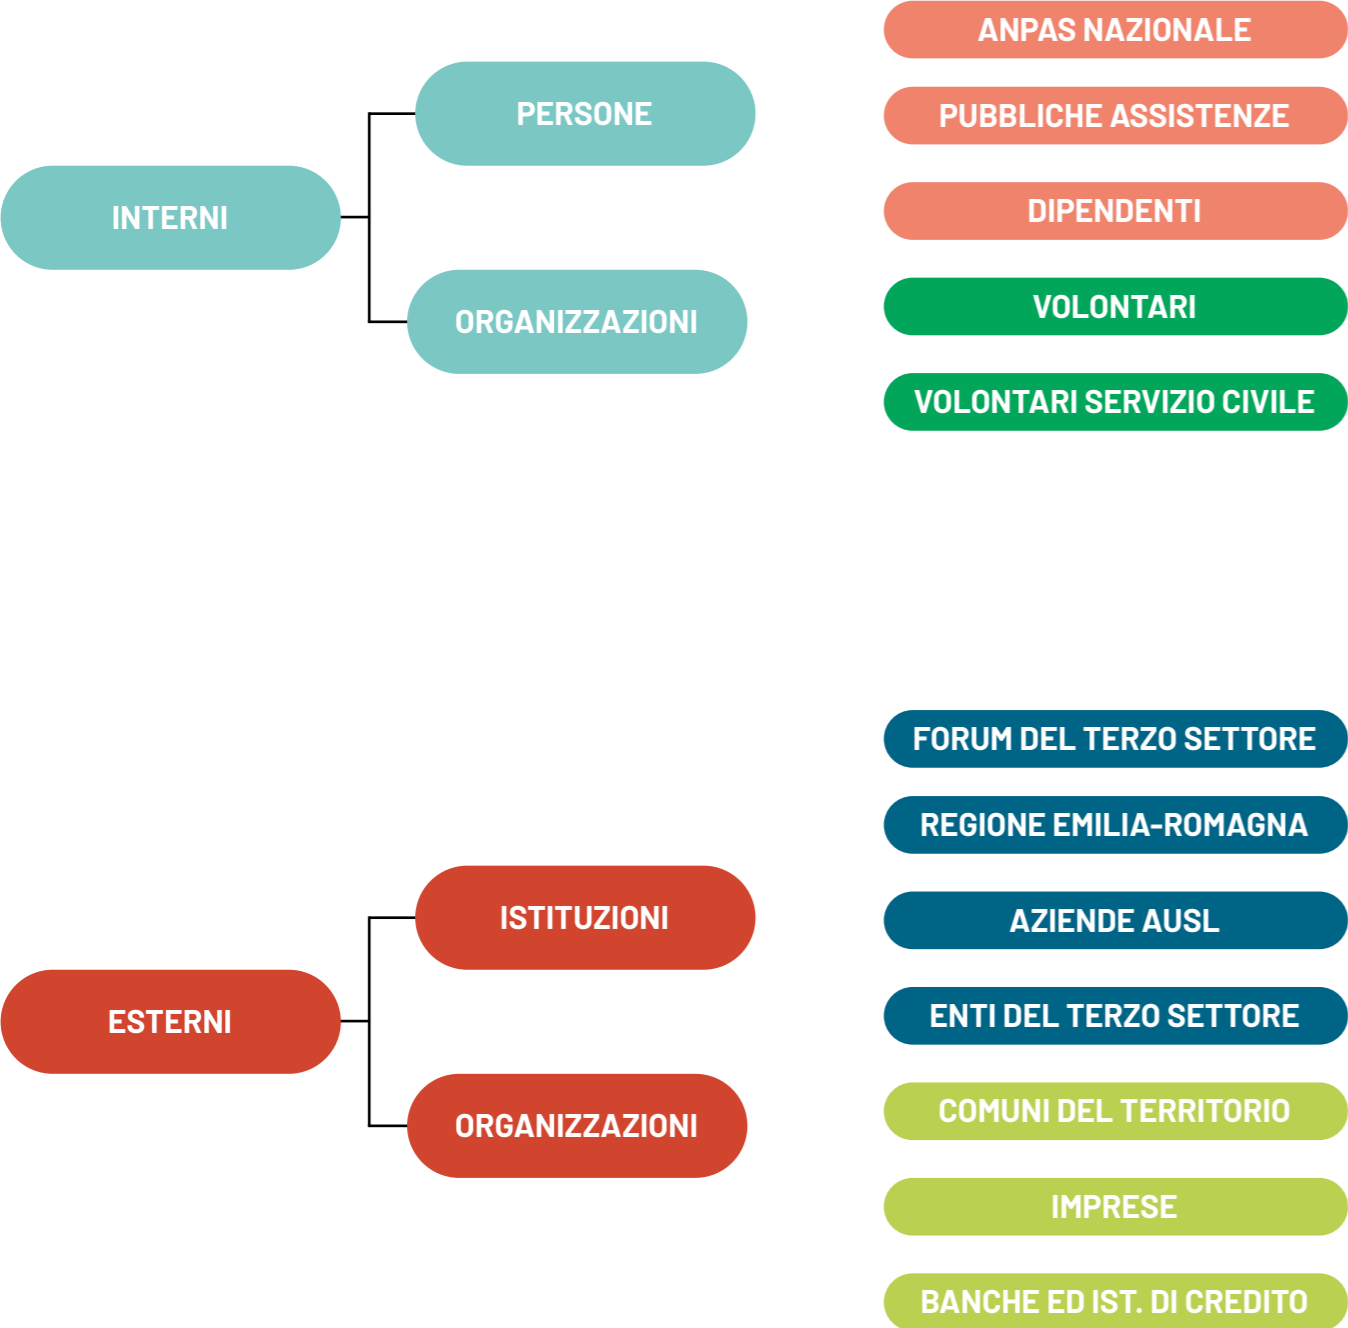 INTERNI
PERSONE
ORGANIZZAZIONI
ANPAS NAZIONALE
PUBBLICHE ASSISTENZE
DIPENDENTI
VOLONTARI
VOLONTARI SERVIZIO CIVILE
ESTERNI
ISTITUZIONI
ORGANIZZAZIONI
FORUM DEL TERZO SETTORE
REGIONE EMILIA-ROMAGNA
AZIENDE AUSL
ENTI DEL TERZO SETTORE
COMUNI DEL TERRITORIO
IMPRESE
BANCHE ED IST. DI CREDITO